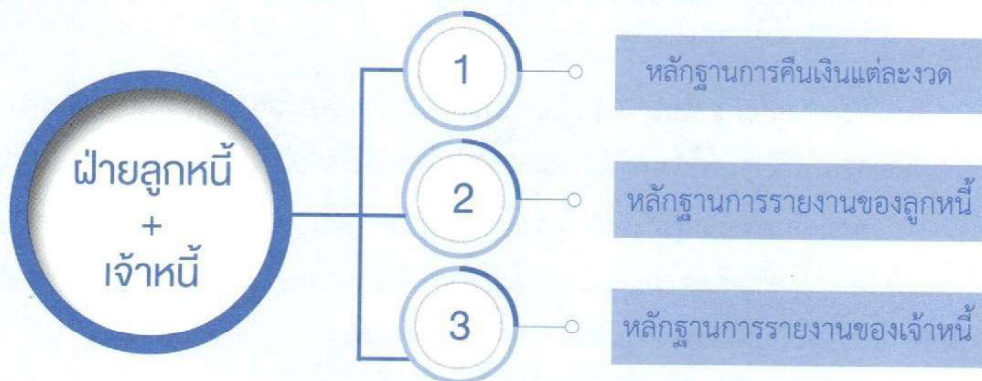 ฝ่ายลูกหนี้
+
เจ้าหนี้
1
หลักฐานการคืนเงินแต่ละงวด
2
หลักฐานการรายงานของลูกหนี้
3
หลักฐานการรายงานของเจ้าหนี้